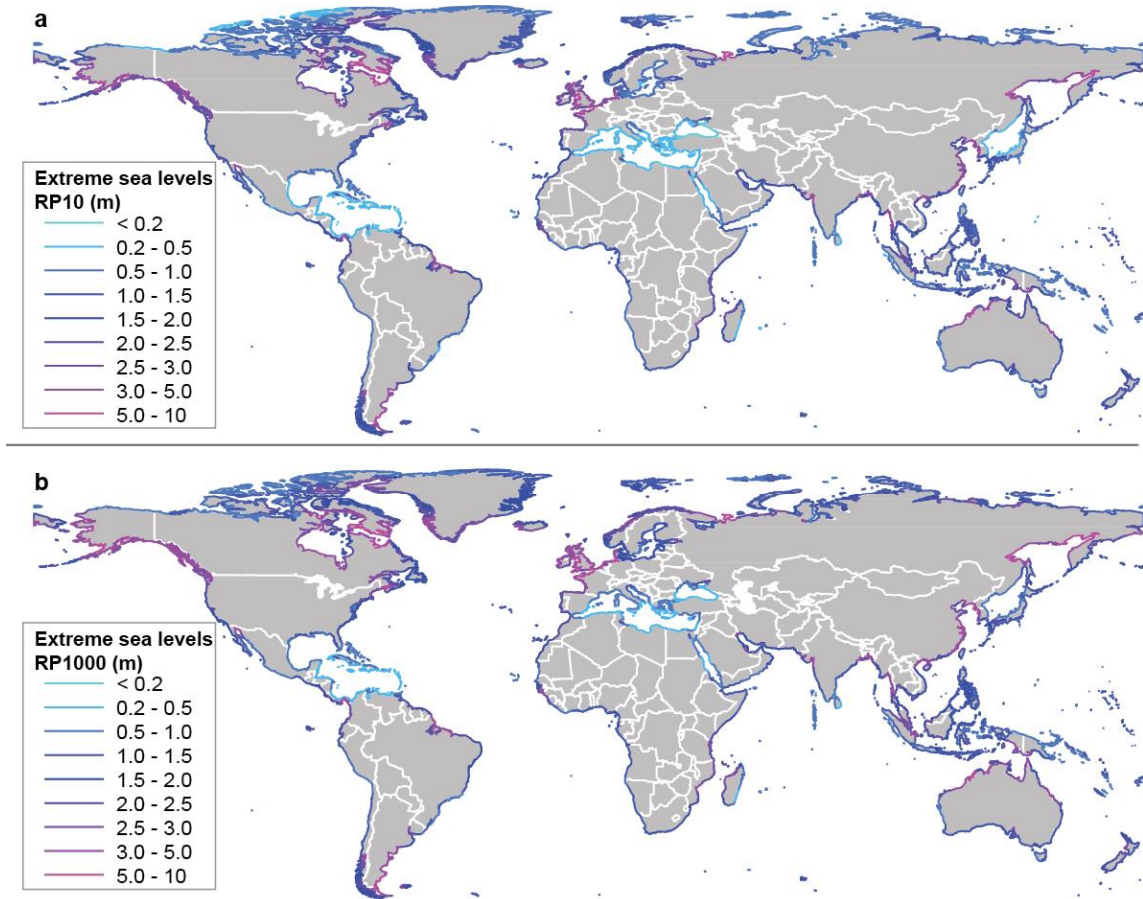 a
Extreme sea levels
RP10 (m)
< 0.2
0.2 - 0.5
0.5 - 1.0
1.0 - 1.5
1.5 - 2.0
2.0 - 2.5
2.5 - 3.0
3.0 - 5.0
5.0 - 10
b
Extreme sea levels
RP1000 (m)
< 0.2
0.2 - 0.5
0.5 - 1.0
1.0 - 1.5
1.5 - 2.0
2.0 - 2.5
2.5 - 3.0
3.0 - 5.0
5.0 - 10